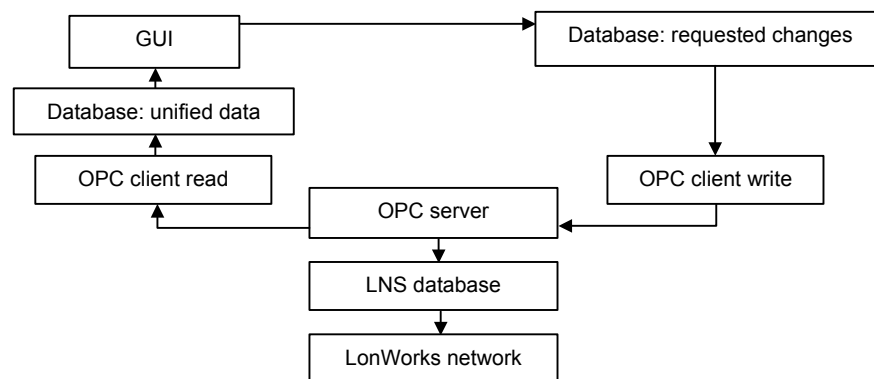 GUI
Database: requested changes
Database: unified data
OPC client read
OPC client write
OPC server
LNS database
LonWorks network